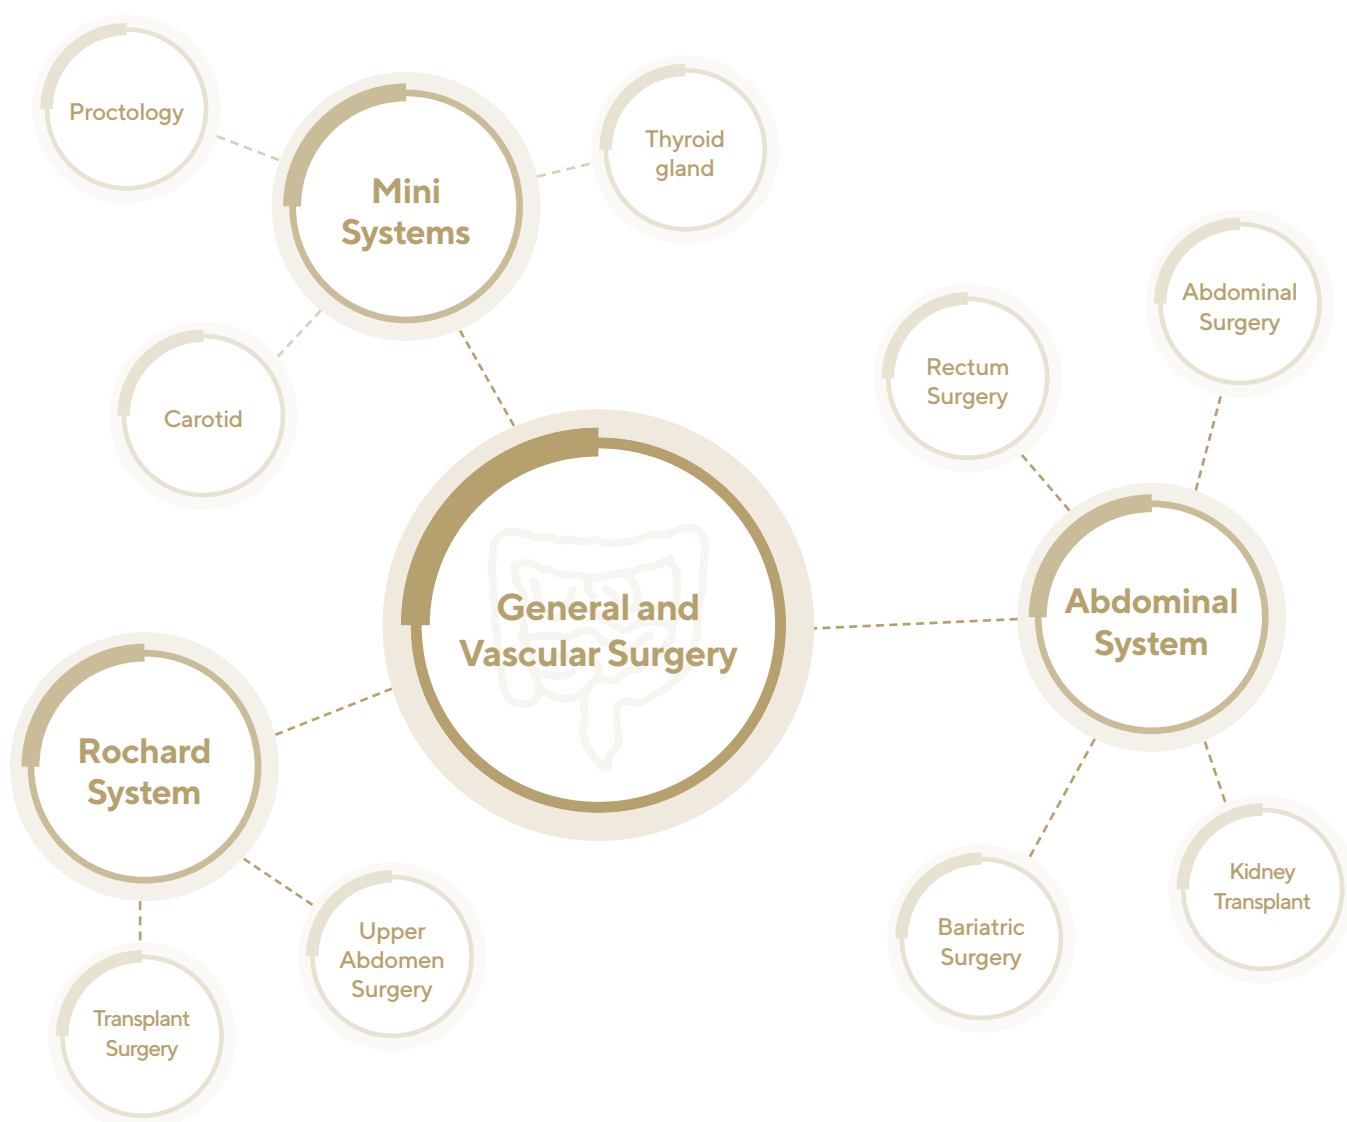 Proctology
Mini
Systems
Thyroid
gland
Carotid
Rectum
Surgery
Abdominal
Surgery
General and
Vascular Surgery
Abdominal
System
Rochard
System
Upper
Abdomen
Surgery
Transplant
Surgery
Bariatric
Surgery
Kidney
Transplant